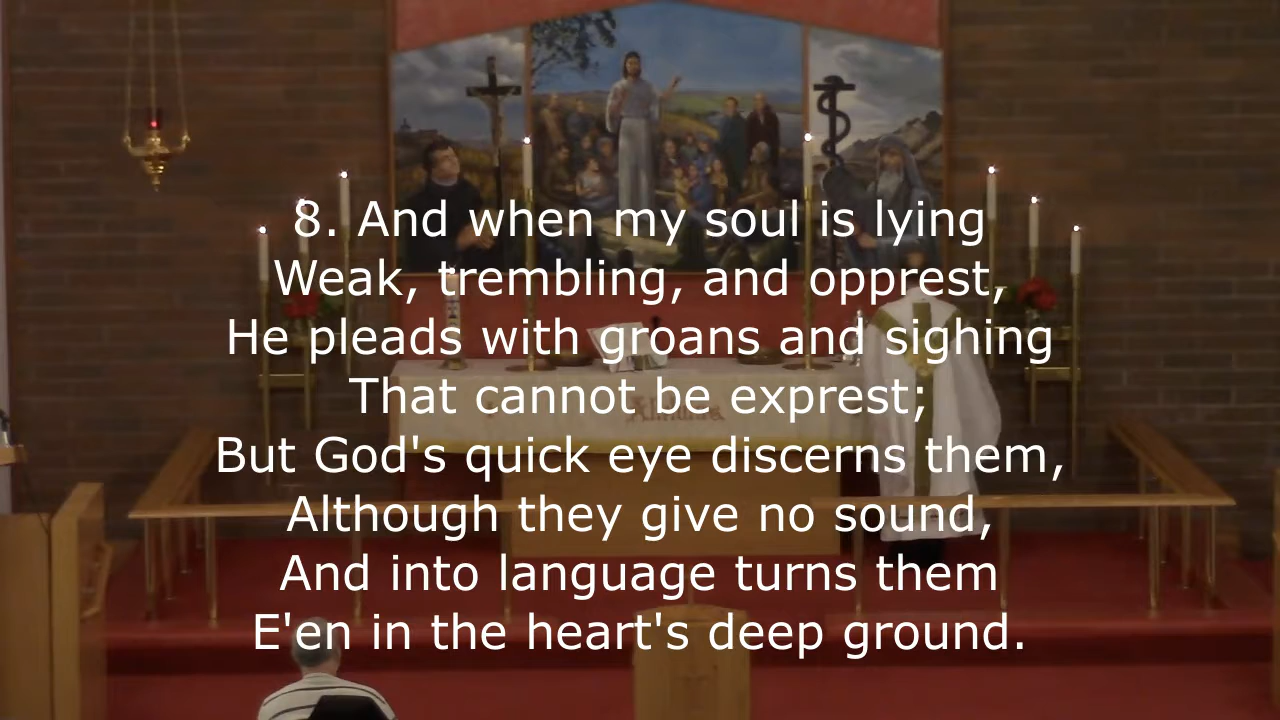 8. And when my soul is lying
Weak, trembling, and opprest,
He pleads with groans and sighing
That cannot be exprest;
But God's quick eye discerns them,
Although they give no sound,
And into language turns them
E'en in the heart's deep ground.